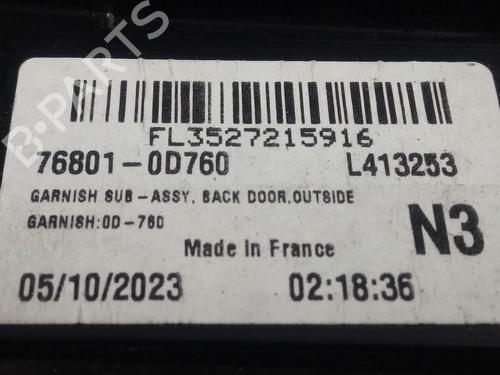 B-PARTS
FL3527215916
76801-0D760 L413253
GARNISH SUB-ASSY, BACK DOOR,OUTSIDE
GARNISH:0D-760
N3
Made in France
05/10/2023 02:18:36